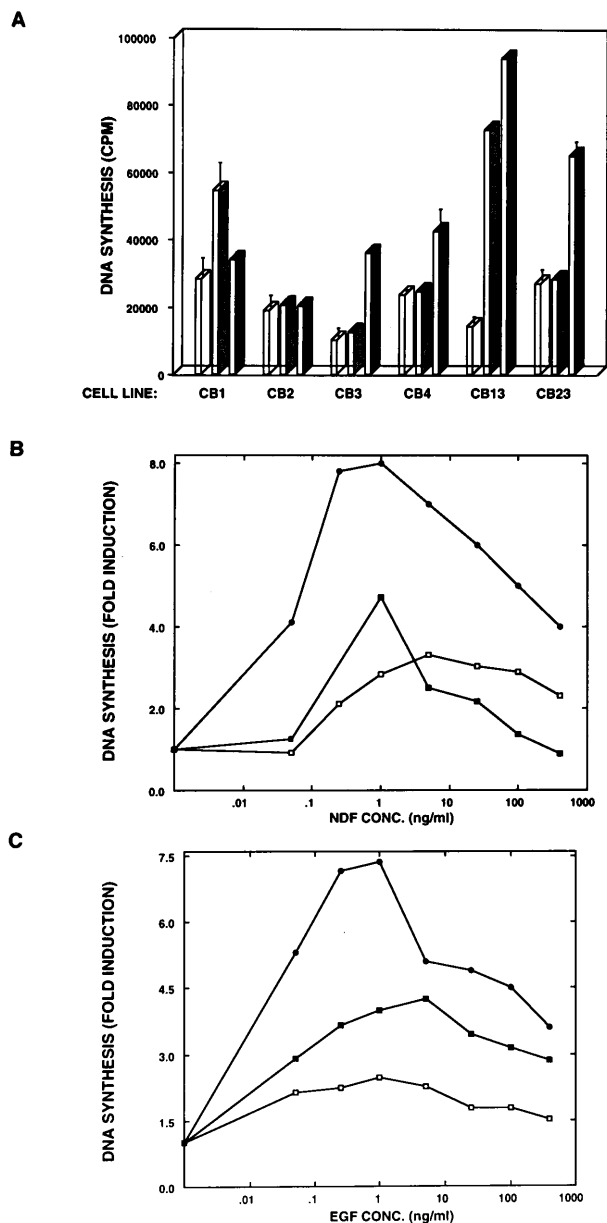 A
DNA SYNTHESIS (CPM)
100000
80000
60000
40000
20000
0
CELL LINE: CB1 CB2 CB3 CB4 CB13 CB23
B
DNA SYNTHESIS (FOLD INDUCTION)
8.0
6.0
4.0
2.0
0.0
.01 .1 1 10 100 1000
NDF CONC. (ng/ml)
C
DNA SYNTHESIS (FOLD INDUCTION)
7.5
6.0
4.5
3.0
1.5
0.0
.01 .1 1 10 100 1000
EGF CONC. (ng/ml)